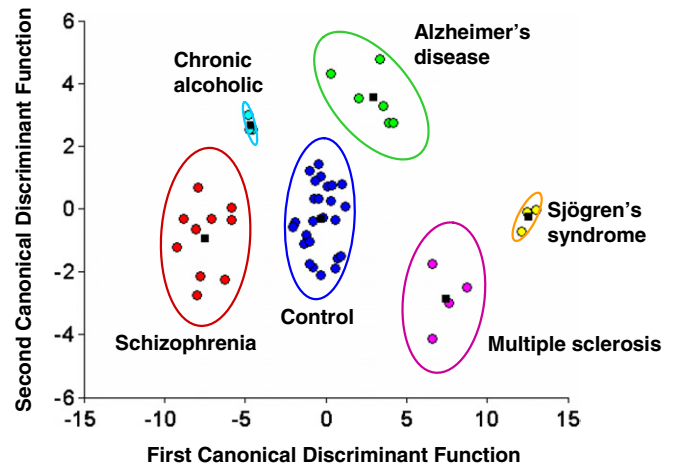 6
Alzheimer's
disease
Chronic
alcoholic
4
2
0
Sjögren's
syndrome
-2
Control
Schizophrenia
Multiple sclerosis
-4
-6
-15
-10
-5
0
5
10
15
First Canonical Discriminant Function
Second Canonical Discriminant Function